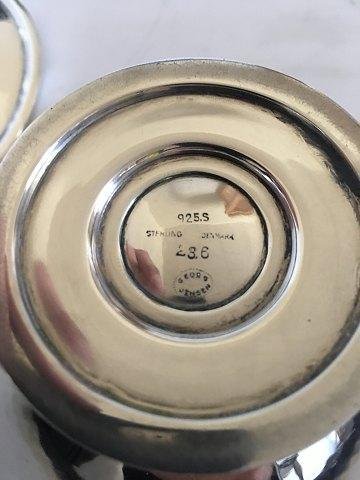 925.S
STERLING DENMARK
236
GEORG
JENSEN